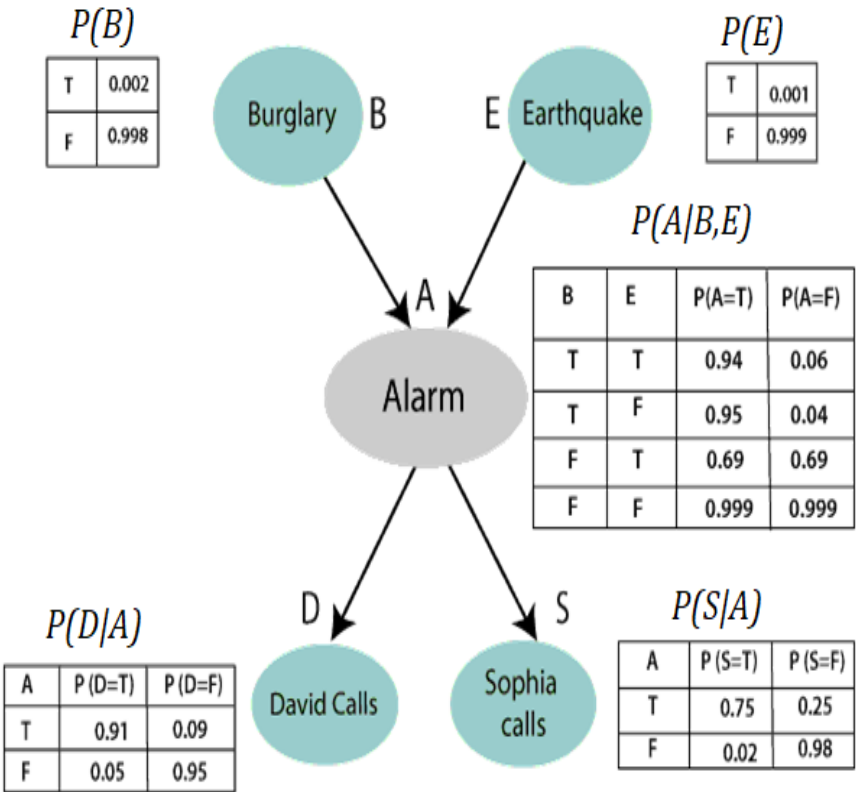 P(B)
T 0.002
F 0.998
Burglary B
E Earthquake
P(E)
T 0.001
F 0.999
P(A|B,E)
B E P(A=T) P(A=F)
T T 0.94 0.06
T F 0.95 0.04
F T 0.69 0.69
F F 0.999 0.999
A
Alarm
D
S
P(D|A)
A P (D=T) P (D=F)
T 0.91 0.09
F 0.05 0.95
David Calls
Sophia
calls
P(S|A)
A P (S=T) P (S=F)
T 0.75 0.25
F 0.02 0.98